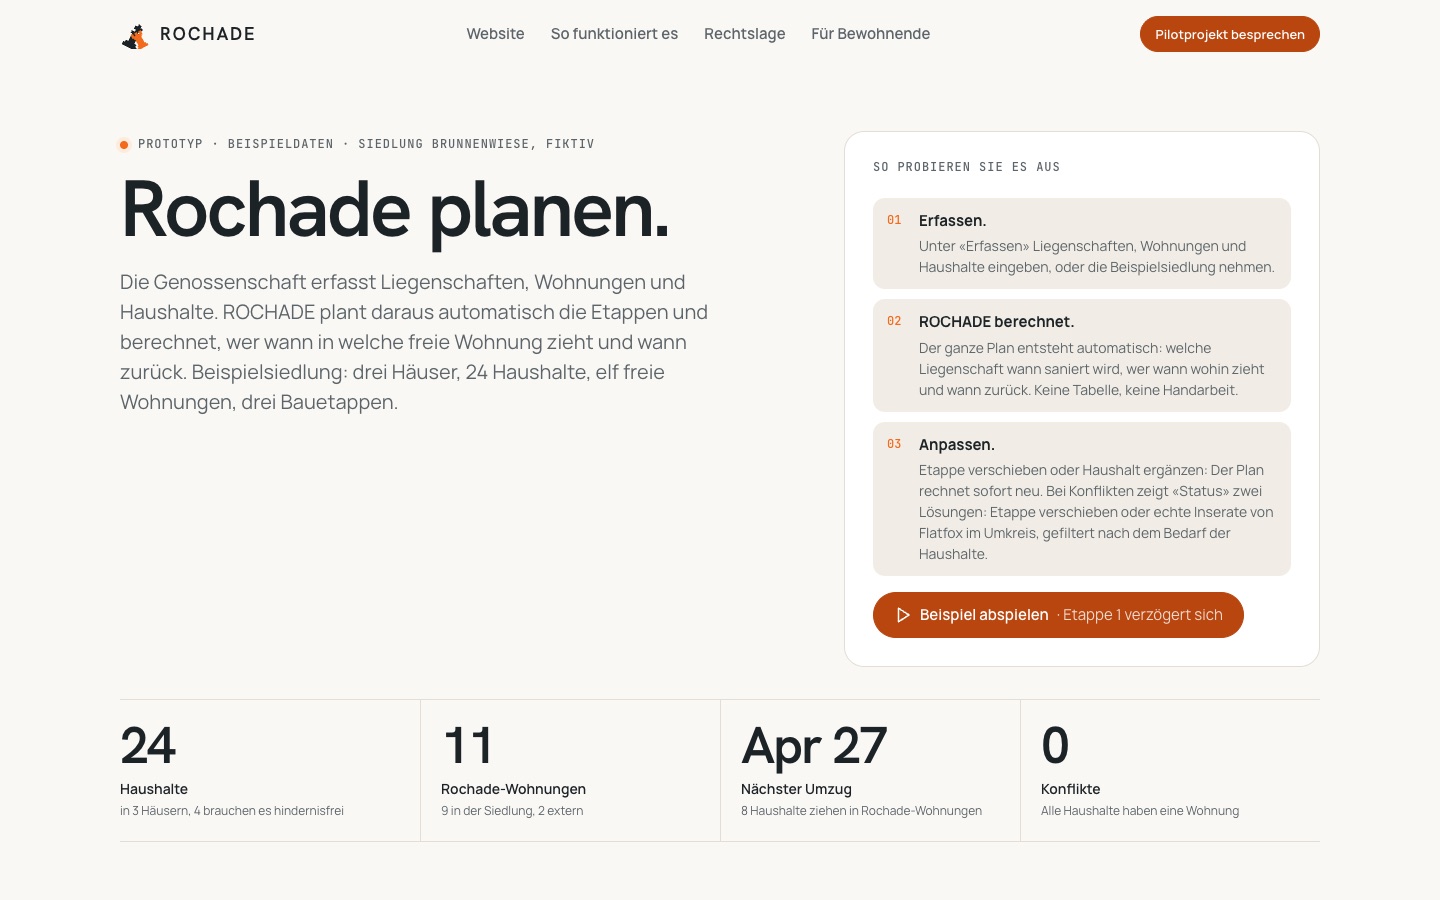 ROCHADE
Website
So funktioniert es
Rechtslage
Für Bewohnende
Pilotprojekt besprechen
PROTOTYP · BEISPIELDATEN · SIEDLUNG BRUNNENWIESE, FIKTIV
Rochade planen.
Die Genossenschaft erfasst Liegenschaften, Wohnungen und
Haushalte. ROCHADE plant daraus automatisch die Etappen und
berechnet, wer wann in welche freie Wohnung zieht und wann
zurück. Beispielsiedlung: drei Häuser, 24 Haushalte, elf freie
Wohnungen, drei Bauetappen.
SO PROBIEREN SIE ES AUS
01 Erfassen.
Unter «Erfassen» Liegenschaften, Wohnungen und
Haushalte eingeben, oder die Beispielsiedlung nehmen.
02 ROCHADE berechnet.
Der ganze Plan entsteht automatisch: welche
Liegenschaft wann saniert wird, wer wann wohin zieht
und wann zurück. Keine Tabelle, keine Handarbeit.
03 Anpassen.
Etappe verschieben oder Haushalt ergänzen: Der Plan
rechnet sofort neu. Bei Konflikten zeigt «Status» zwei
Lösungen: Etappe verschieben oder echte Inserate von
Flatfox im Umkreis, gefiltert nach dem Bedarf der
Haushalte.
Beispiel abspielen · Etappe 1 verzögert sich
24
Haushalte
in 3 Häusern, 4 brauchen es hindernisfrei
11
Rochade-Wohnungen
9 in der Siedlung, 2 extern
Apr 27
Nächster Umzug
8 Haushalte ziehen in Rochade-Wohnungen
0
Konflikte
Alle Haushalte haben eine Wohnung